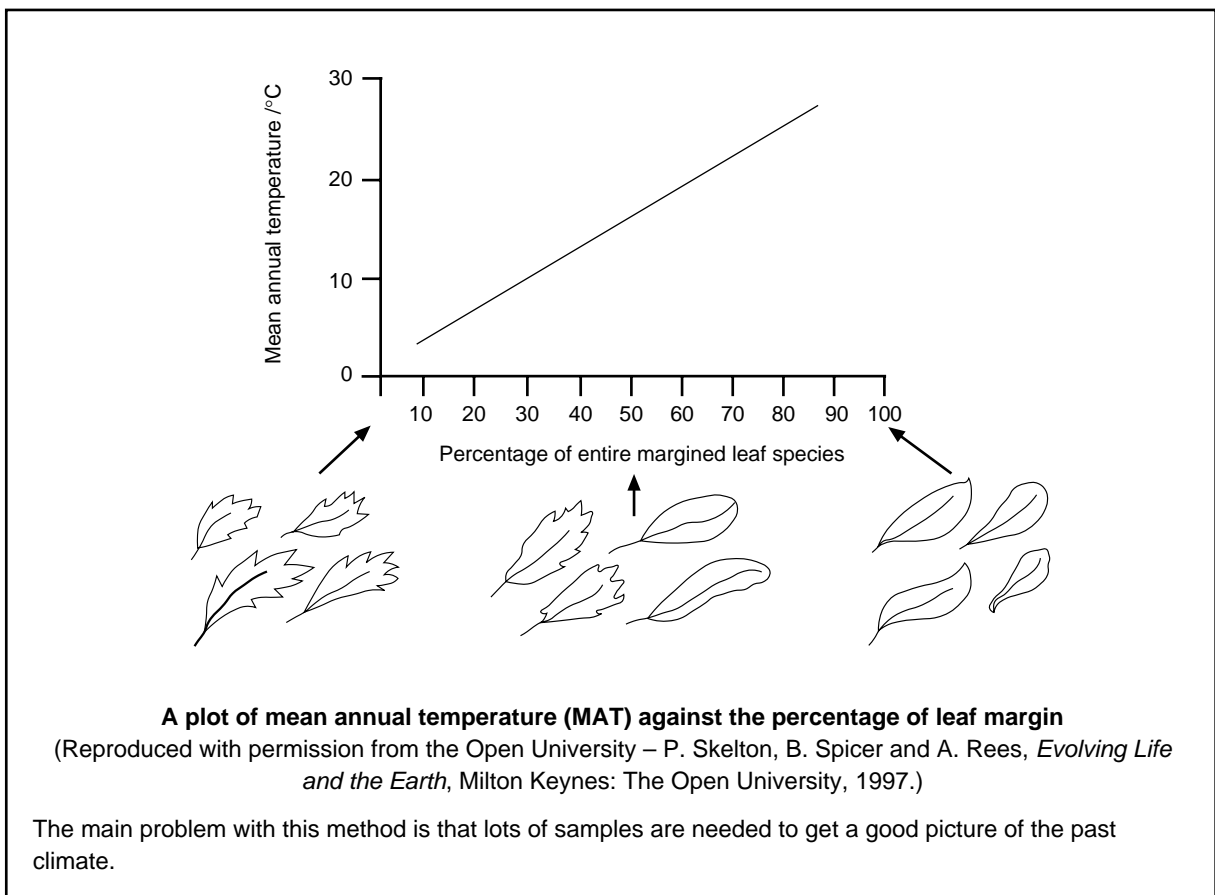 Mean annual temperature /°C
30
20
10
0
10 20 30 40 50 60 70 80 90 100
Percentage of entire margined leaf species
A plot of mean annual temperature (MAT) against the percentage of leaf margin
(Reproduced with permission from the Open University – P. Skelton, B. Spicer and A. Rees, Evolving Life
and the Earth, Milton Keynes: The Open University, 1997.)
The main problem with this method is that lots of samples are needed to get a good picture of the past
climate.